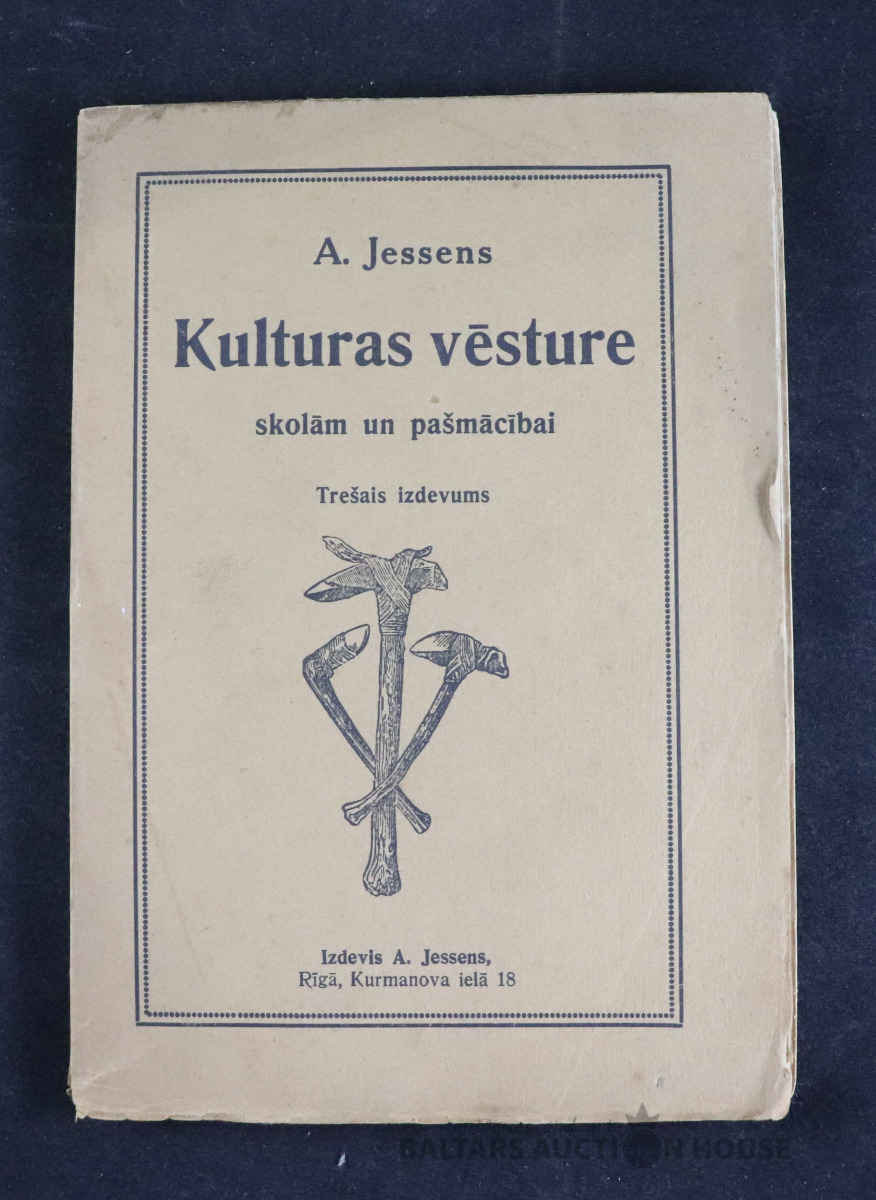 A. Jessens
Kulturas vēsture
skolām un pašmācībai
Trešais izdevums
Izdevis A. Jessens,
Rīgā, Kurmanova ielā 18
BALTARS AUCTION HOUSE